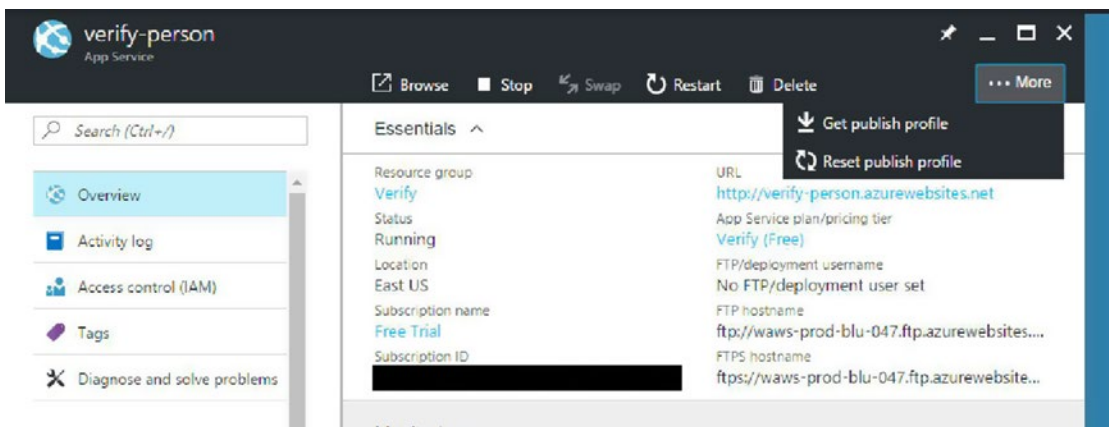 verify-person
App Service
Browse Stop Swap Restart Delete ... More
Get publish profile
Reset publish profile
Search (Ctrl+/)
Overview
Activity log
Access control (IAM)
Tags
Diagnose and solve problems
Essentials
Resource group
Verify
Status
Running
Location
East US
Subscription name
Free Trial
Subscription ID
URL
http://verify-person.azurewebsites.net
App Service plan/pricing tier
Verify (Free)
FTP/deployment username
No FTP/deployment user set
FTP hostname
ftp://waws-prod-blu-047.ftp.azurewebsites....
FTPS hostname
ftps://waws-prod-blu-047.ftp.azurewebsite...